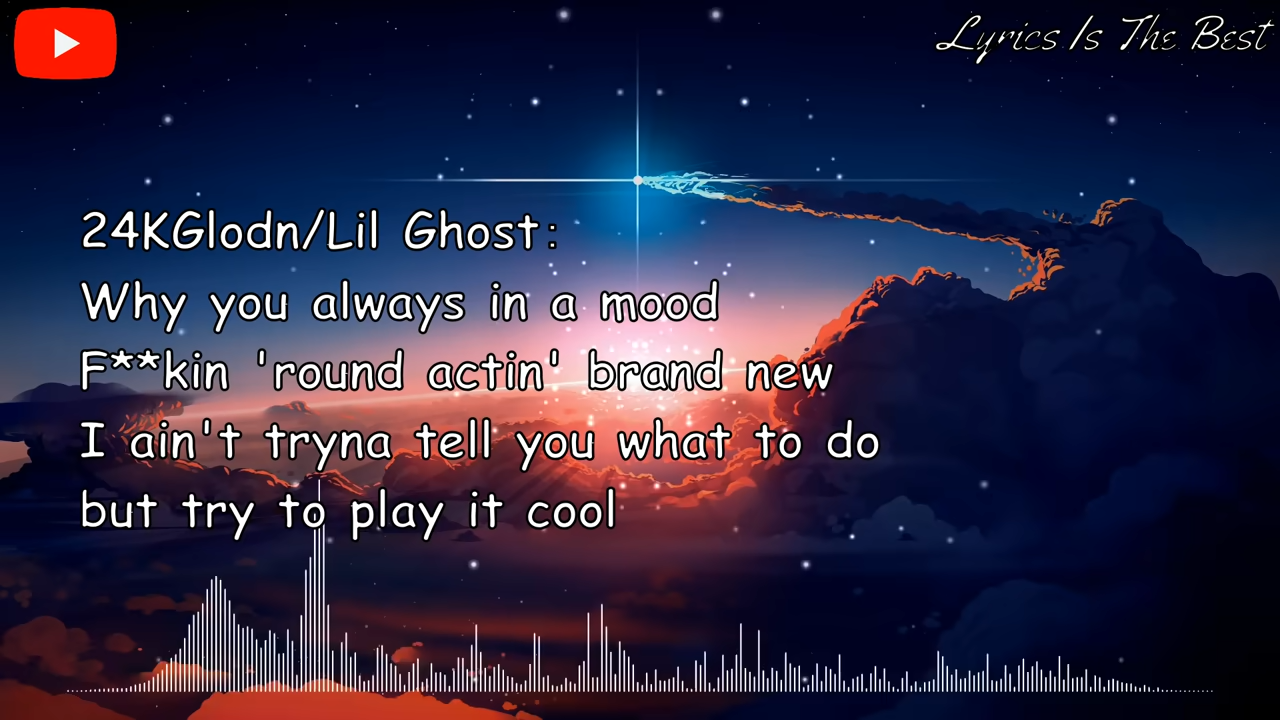 Lyrics Is The Best
24KGlodn/Lil Ghost:
Why you always in a mood
F**kin 'round actin' brand new
I ain't tryna tell you what to do
but try to play it cool